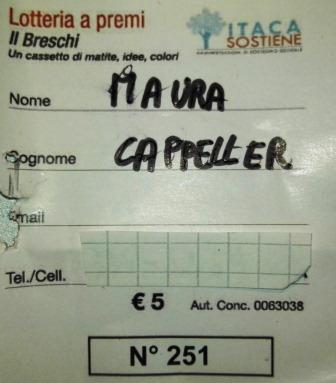 Lotteria a premi
Il Breschi
Un cassetto di matite, idee, colori
ITACA
SOSTIENE
Nome MAURA
Cognome CAPPELLER
Email
Tel./Cell.
€ 5 Aut. Conc. 0063038
N° 251